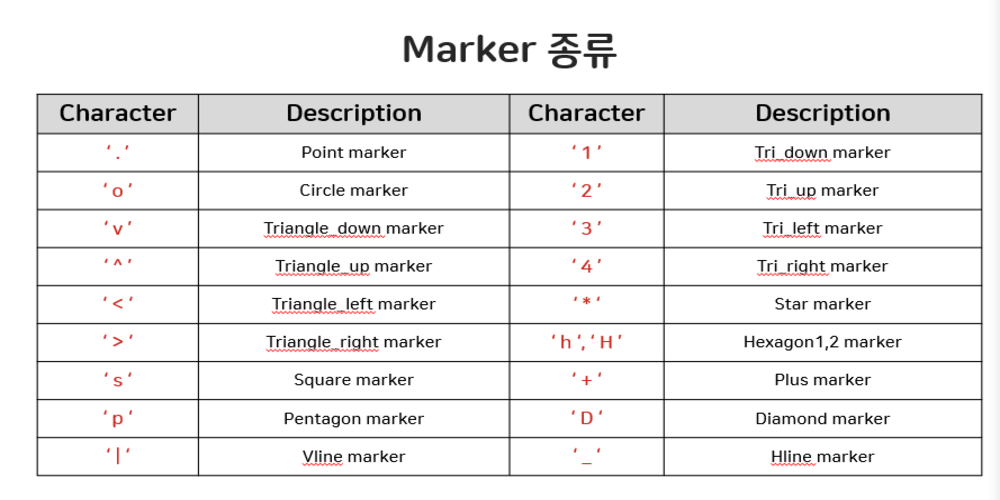 Marker 종류
Character Description Character Description
‘ . ’ Point marker ‘ 1 ’ Tri_down marker
‘ o ’ Circle marker ‘ 2 ’ Tri_up marker
‘ v ‘ Triangle_down marker ‘ 3 ‘ Tri_left marker
‘ ^ ‘ Triangle_up marker ‘ 4 ‘ Tri_right marker
‘ < ‘ Triangle_left marker ‘ * ‘ Star marker
‘ > ‘ Triangle_right marker ‘ h ‘, ‘ H ‘ Hexagon1,2 marker
‘ s ‘ Square marker ‘ + ‘ Plus marker
‘ p ‘ Pentagon marker ‘ D ‘ Diamond marker
‘ | ‘ Vline marker ‘ _ ‘ Hline marker